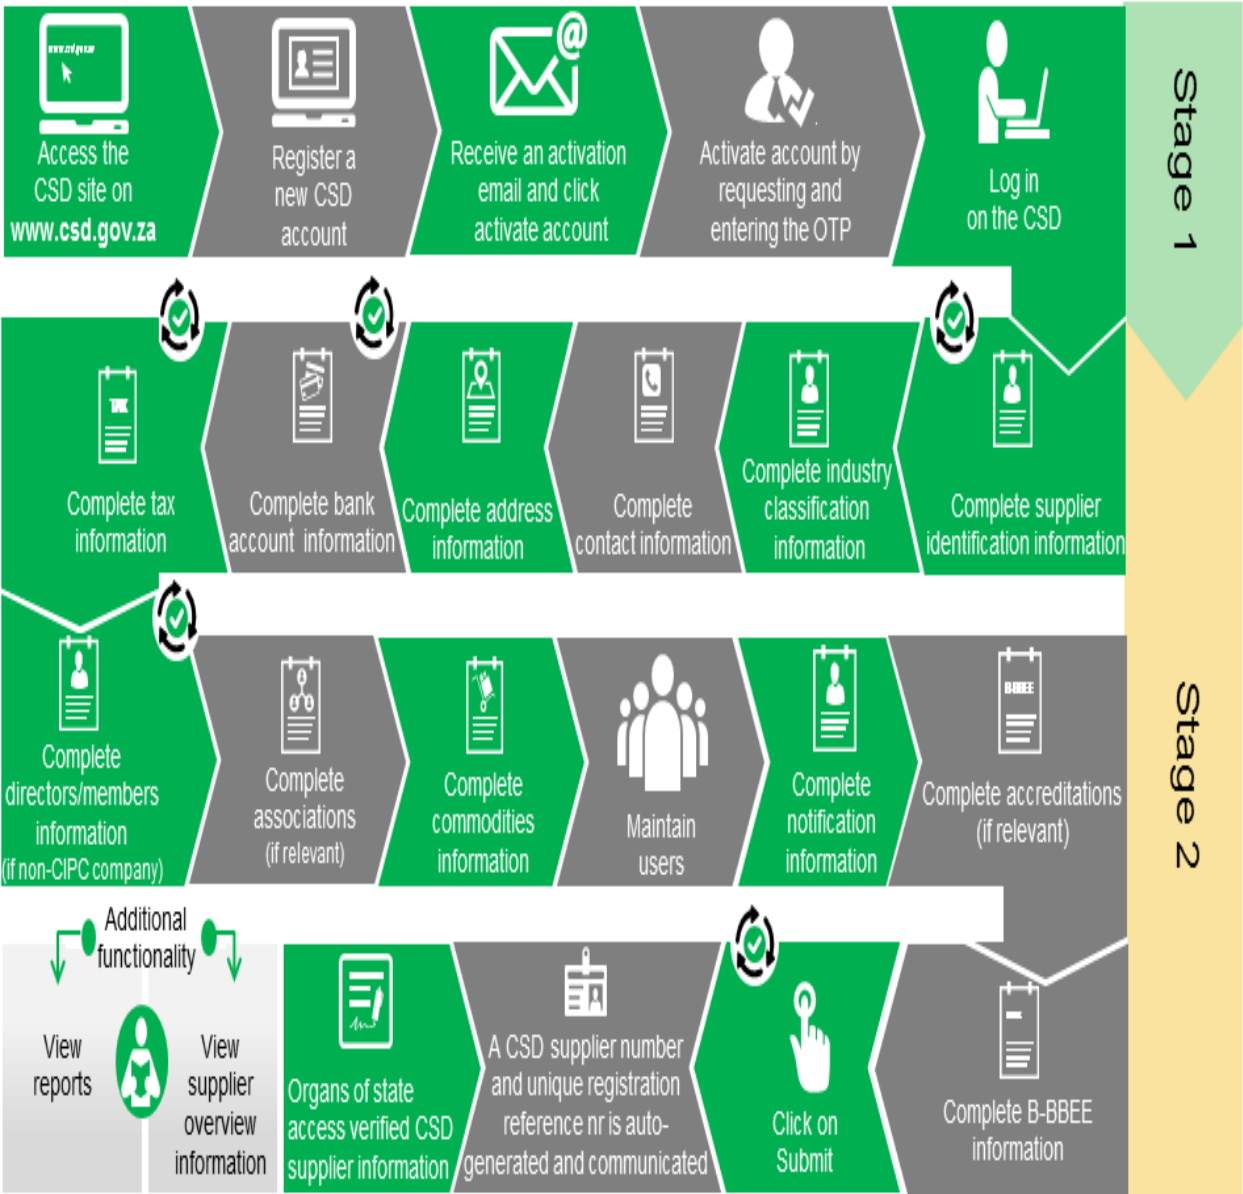 www.csd.gov.za
Access the
CSD site on
www.csd.gov.za
Register a
new CSD
account
@
Receive an activation
email and click
activate account
Activate account by
requesting and
entering the OTP
Log in
on the CSD
Stage 1
Complete supplier
identification information
Complete industry
classification
information
Complete
contact information
Complete address
information
Complete bank
account information
TAX
Complete tax
information
Complete
directors/members
information
(if non-CIPC company)
Complete
associations
(if relevant)
Complete
commodities
information
Maintain
users
Complete
notification
information
B-BBEE
Complete accreditations
(if relevant)
Stage 2
Complete B-BBEE
information
Click on
Submit
A CSD supplier number
and unique registration
reference nr is auto-
generated and communicated
Organs of state
access verified CSD
supplier information
Additional
functionality
View
reports
View
supplier
overview
information